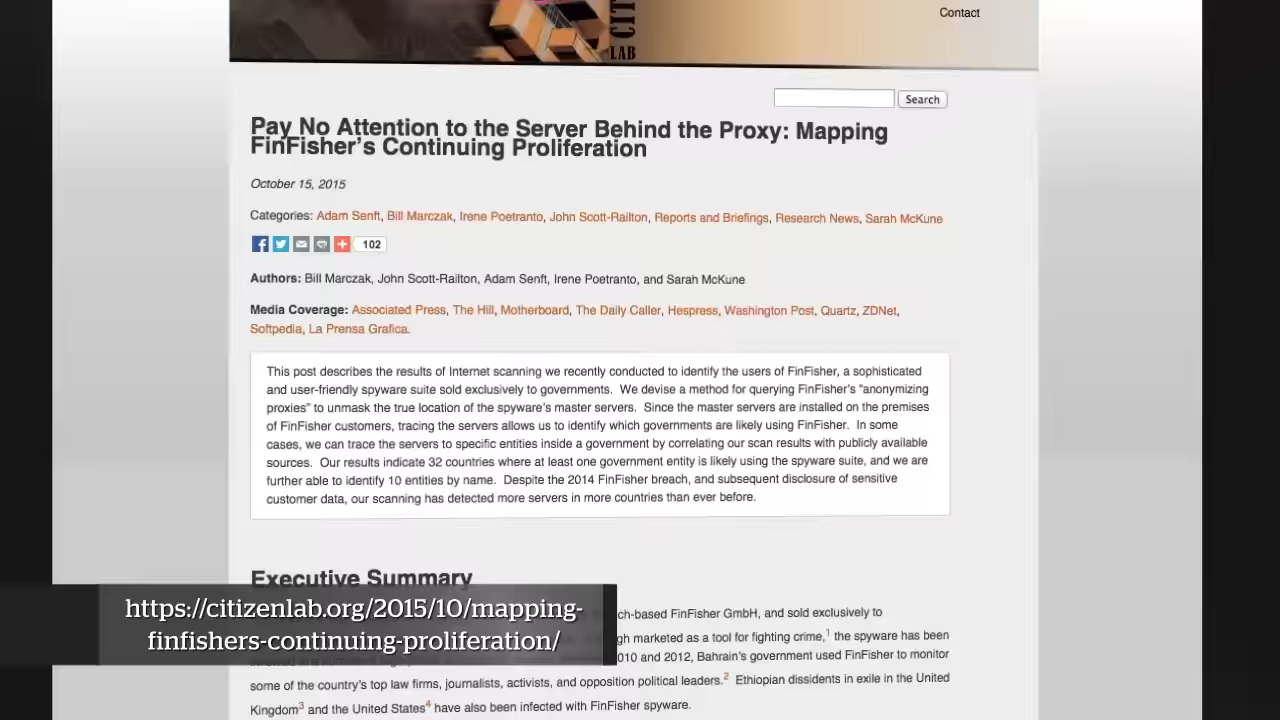 Contact
CIT
LAB
Search
Pay No Attention to the Server Behind the Proxy: Mapping
FinFisher's Continuing Proliferation
October 15, 2015
Categories: Adam Senft, Bill Marczak, Irene Poetranto, John Scott-Railton, Reports and Briefings, Research News, Sarah McKune
102
Authors: Bill Marczak, John Scott-Railton, Adam Senft, Irene Poetranto, and Sarah McKune
Media Coverage: Associated Press, The Hill, Motherboard, The Daily Caller, Hespress, Washington Post, Quartz, ZDNet,
Softpedia, La Prensa Grafica.
This post describes the results of Internet scanning we recently conducted to identify the users of FinFisher, a sophisticated
and user-friendly spyware suite sold exclusively to governments.  We devise a method for querying FinFisher's "anonymizing
proxies" to unmask the true location of the spyware's master servers.  Since the master servers are installed on the premises
of FinFisher customers, tracing the servers allows us to identify which governments are likely using FinFisher.  In some
cases, we can trace the servers to specific entities inside a government by correlating our scan results with publicly available
sources.  Our results indicate 32 countries where at least one government entity is likely using the spyware suite, and we are
further able to identify 10 entities by name.  Despite the 2014 FinFisher breach, and subsequent disclosure of sensitive
customer data, our scanning has detected more servers in more countries than ever before.
Executive Summary
ch-based FinFisher GmbH, and sold exclusively to
gh marketed as a tool for fighting crime,1 the spyware has been
010 and 2012, Bahrain's government used FinFisher to monitor
some of the country's top law firms, journalists, activists, and opposition political leaders.2  Ethiopian dissidents in exile in the United
Kingdom3 and the United States4 have also been infected with FinFisher spyware.
https://citizenlab.org/2015/10/mapping-
finfishers-continuing-proliferation/